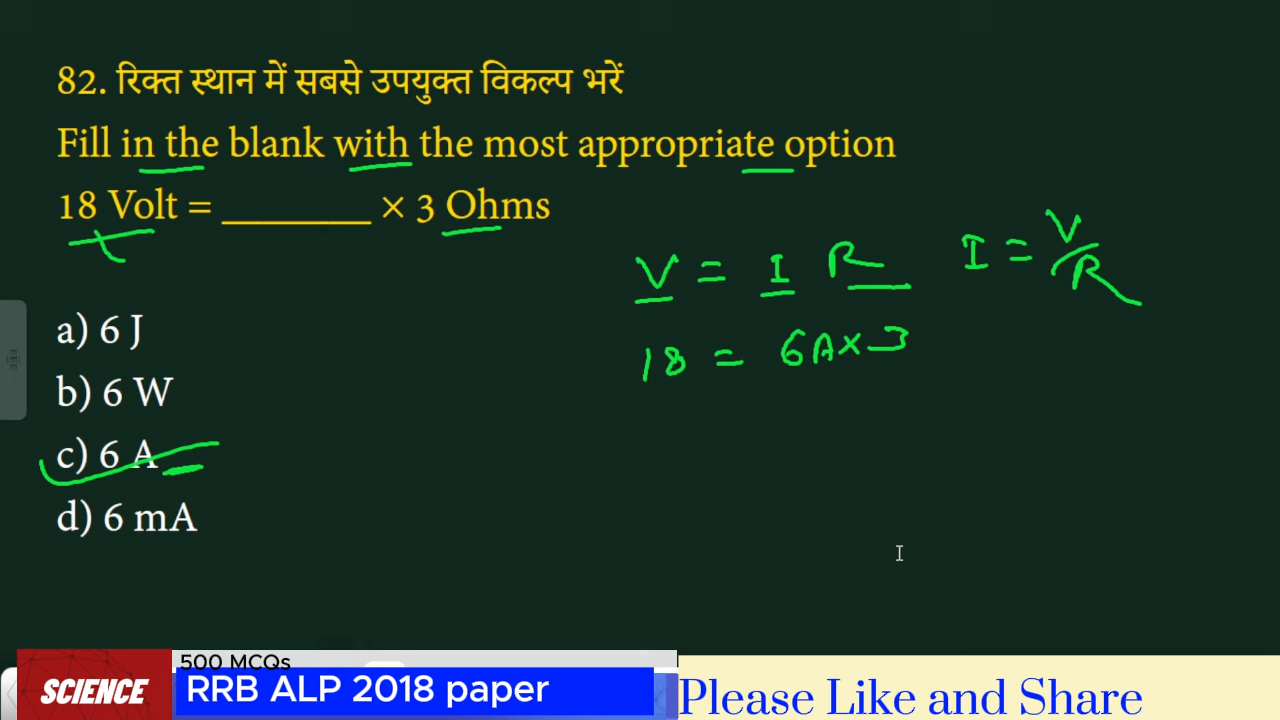 82. रिक्त स्थान में सबसे उपयुक्त विकल्प भरें
Fill in the blank with the most appropriate option
18 Volt = _______ × 3 Ohms
V = I R
I = V/R
18 = 6A × 3
a) 6 J
b) 6 W
c) 6 A
d) 6 mA
SCIENCE
500 MCQs
RRB ALP 2018 paper
Please Like and Share